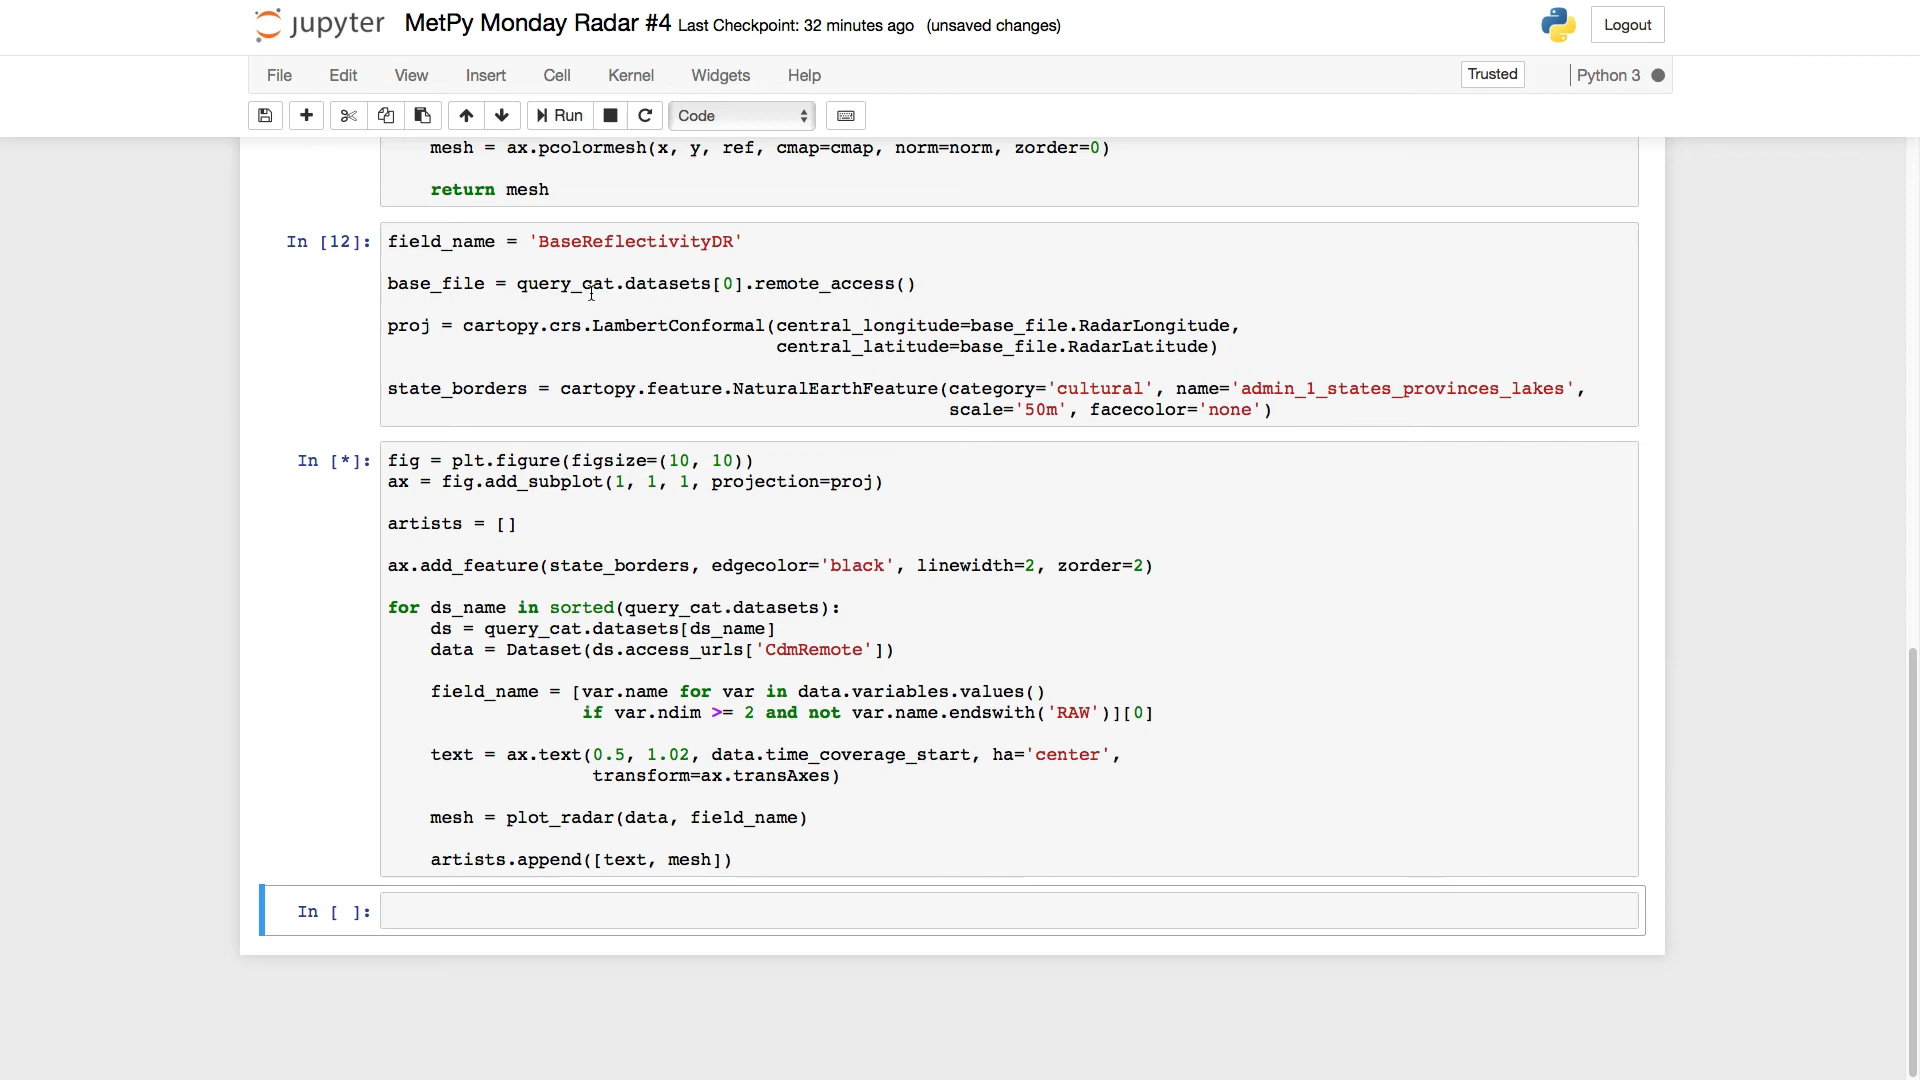 jupyter MetPy Monday Radar #4 Last Checkpoint: 32 minutes ago (unsaved changes) Logout
File Edit View Insert Cell Kernel Widgets Help Trusted Python 3
Run Code
mesh = ax.pcolormesh(x, y, ref, cmap=cmap, norm=norm, zorder=0)
return mesh
In [12]: field_name = 'BaseReflectivityDR'
base_file = query_cat.datasets[0].remote_access()
proj = cartopy.crs.LambertConformal(central_longitude=base_file.RadarLongitude,
central_latitude=base_file.RadarLatitude)
state_borders = cartopy.feature.NaturalEarthFeature(category='cultural', name='admin_1_states_provinces_lakes',
scale='50m', facecolor='none')
In [*]: fig = plt.figure(figsize=(10, 10))
ax = fig.add_subplot(1, 1, 1, projection=proj)
artists = []
ax.add_feature(state_borders, edgecolor='black', linewidth=2, zorder=2)
for ds_name in sorted(query_cat.datasets):
ds = query_cat.datasets[ds_name]
data = Dataset(ds.access_urls['CdmRemote'])
field_name = [var.name for var in data.variables.values()
if var.ndim >= 2 and not var.name.endswith('RAW')][0]
text = ax.text(0.5, 1.02, data.time_coverage_start, ha='center',
transform=ax.transAxes)
mesh = plot_radar(data, field_name)
artists.append([text, mesh])
In [ ]: